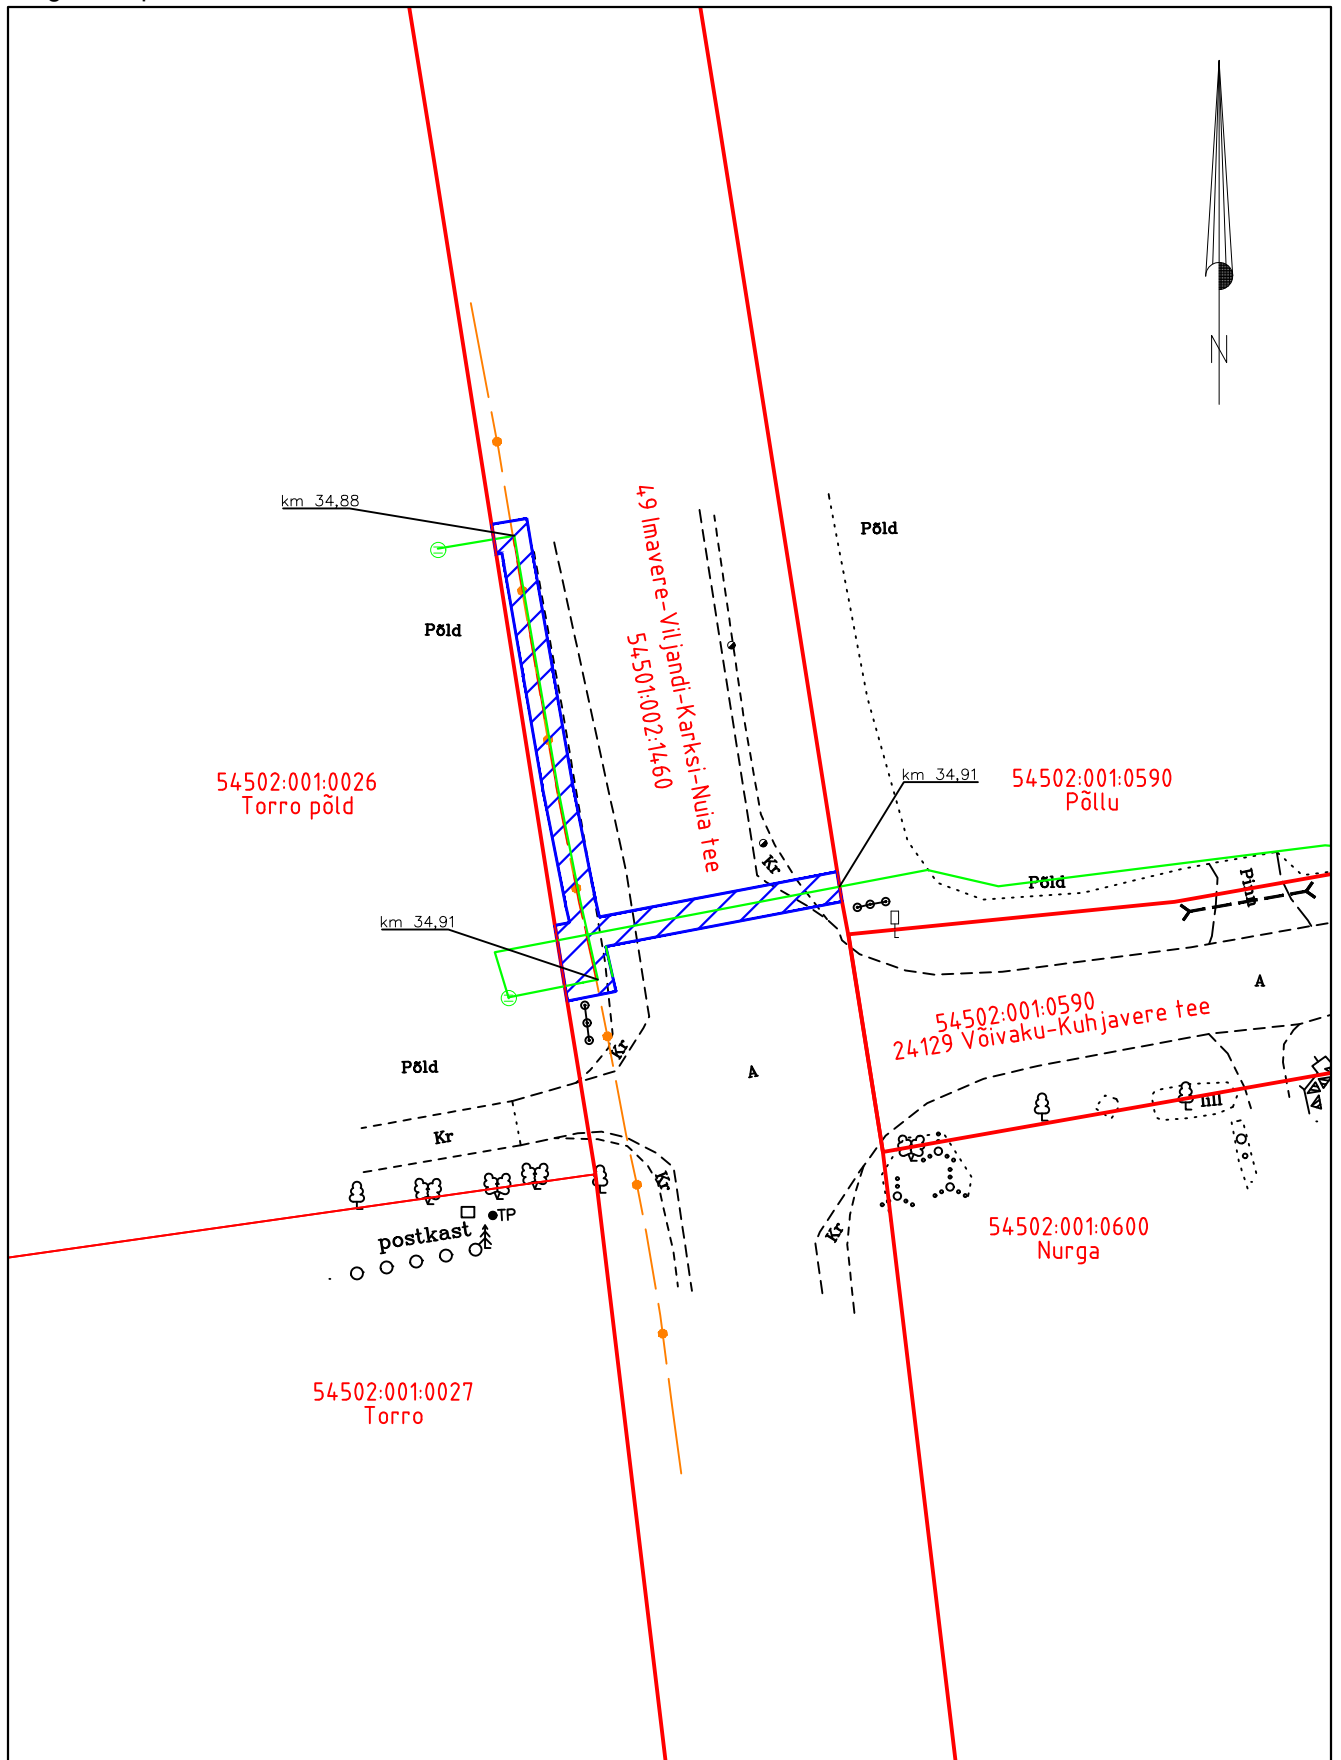 N
km 34,88
Põld
Põld
49 Imavere-Viljandi-Karksi-Nuia tee
54501:002:1460
54502:001:0026
Torro põld
km 34,91
54502:001:0590
Põllu
Kr
Põld
Pinh
km 34,91
A
54502:001:0590
24129 Võivaku-Kuhjavere tee
Põld
Kr
A
Kr
lill
Kr
TP
postkast
Kr
54502:001:0600
Nurga
54502:001:0027
Torro